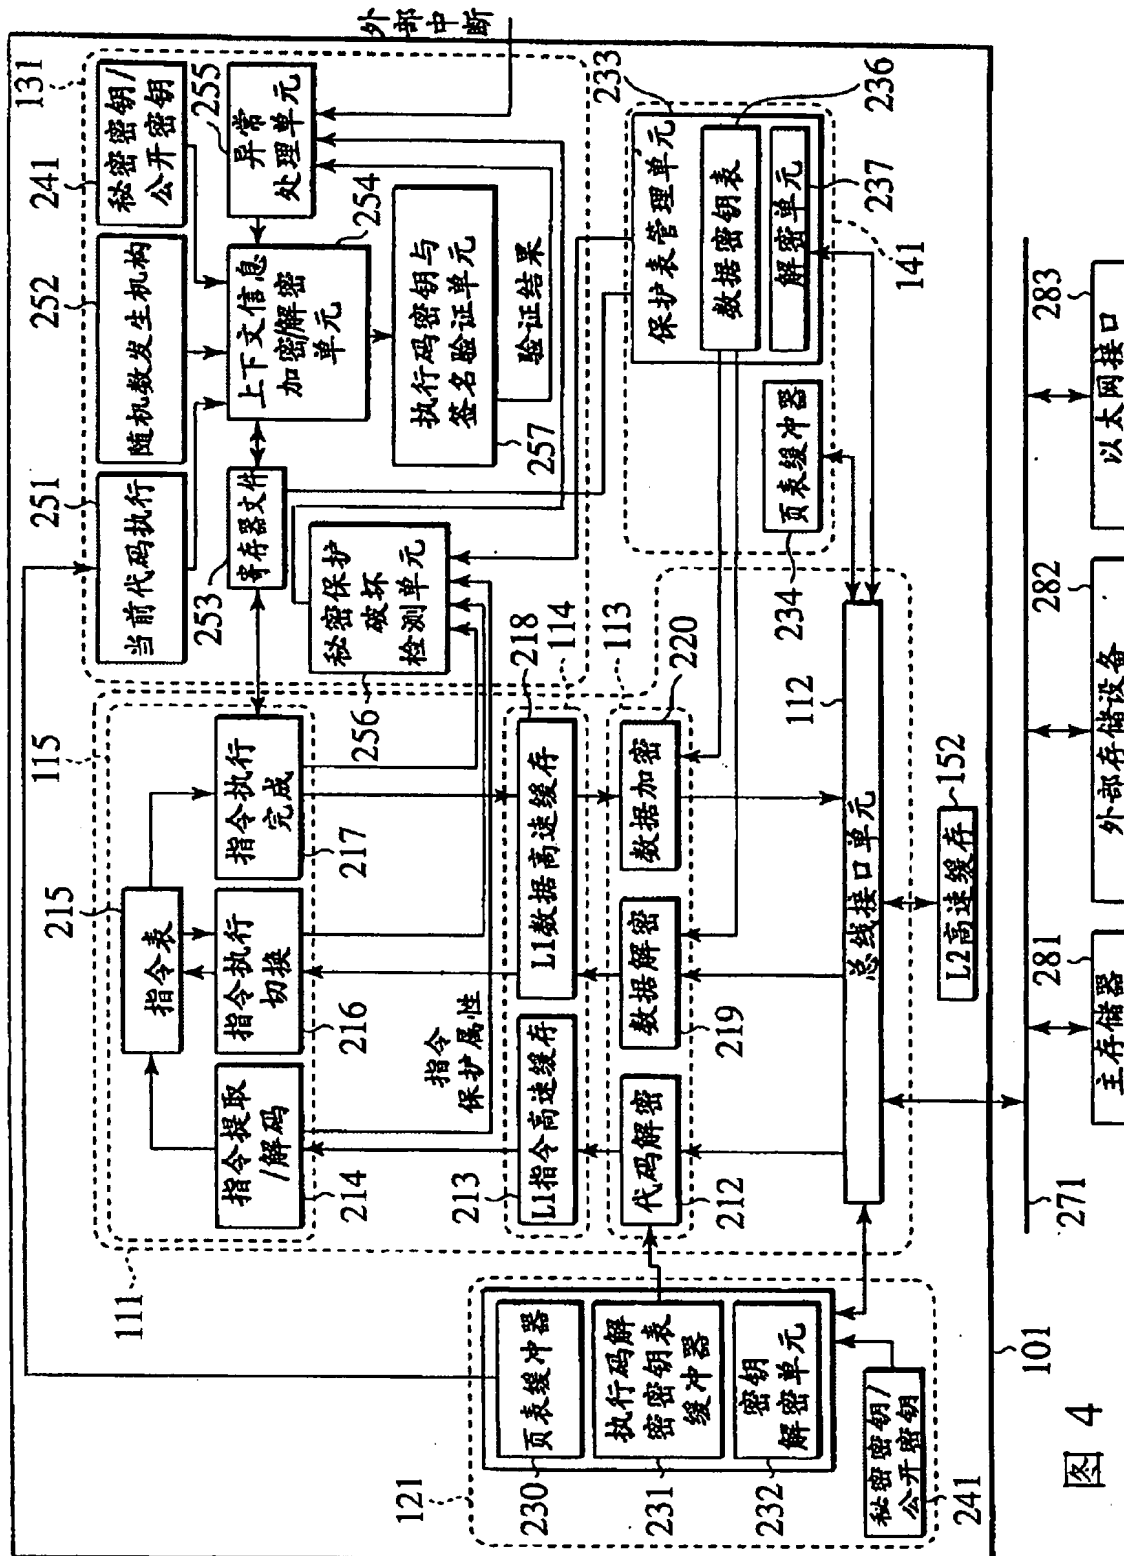 外部中断
131
秘密密钥/
公开密钥
241
255
异常
处理单元
252
随机数发生机构
254
上下文信息
加密/解密
单元
251
当前代码执行
253
寄存器文件
执行码密钥与
签名验证单元
257
验证结果
256
秘密保护
破坏
检测单元
115
215
指令表
指令执行
完成
217
指令执行
切换
216
指令提取
/解码
214
指令
保护属性
111
114
218
L1数据高速缓存
213
L1指令高速缓存
113
220
数据加密
数据解密
219
代码解密
212
112
总线接口单元
L2高速缓存
152
233
保护表管理单元
236
数据密钥表
237
解密单元
141
页表缓冲器
234
121
页表缓冲器
230
执行码解
密密钥表
缓冲器
231
密钥
解密单元
232
秘密密钥/
公开密钥
241
101
271
281
主存储器
282
外部存储设备
283
以太网接口
图 4